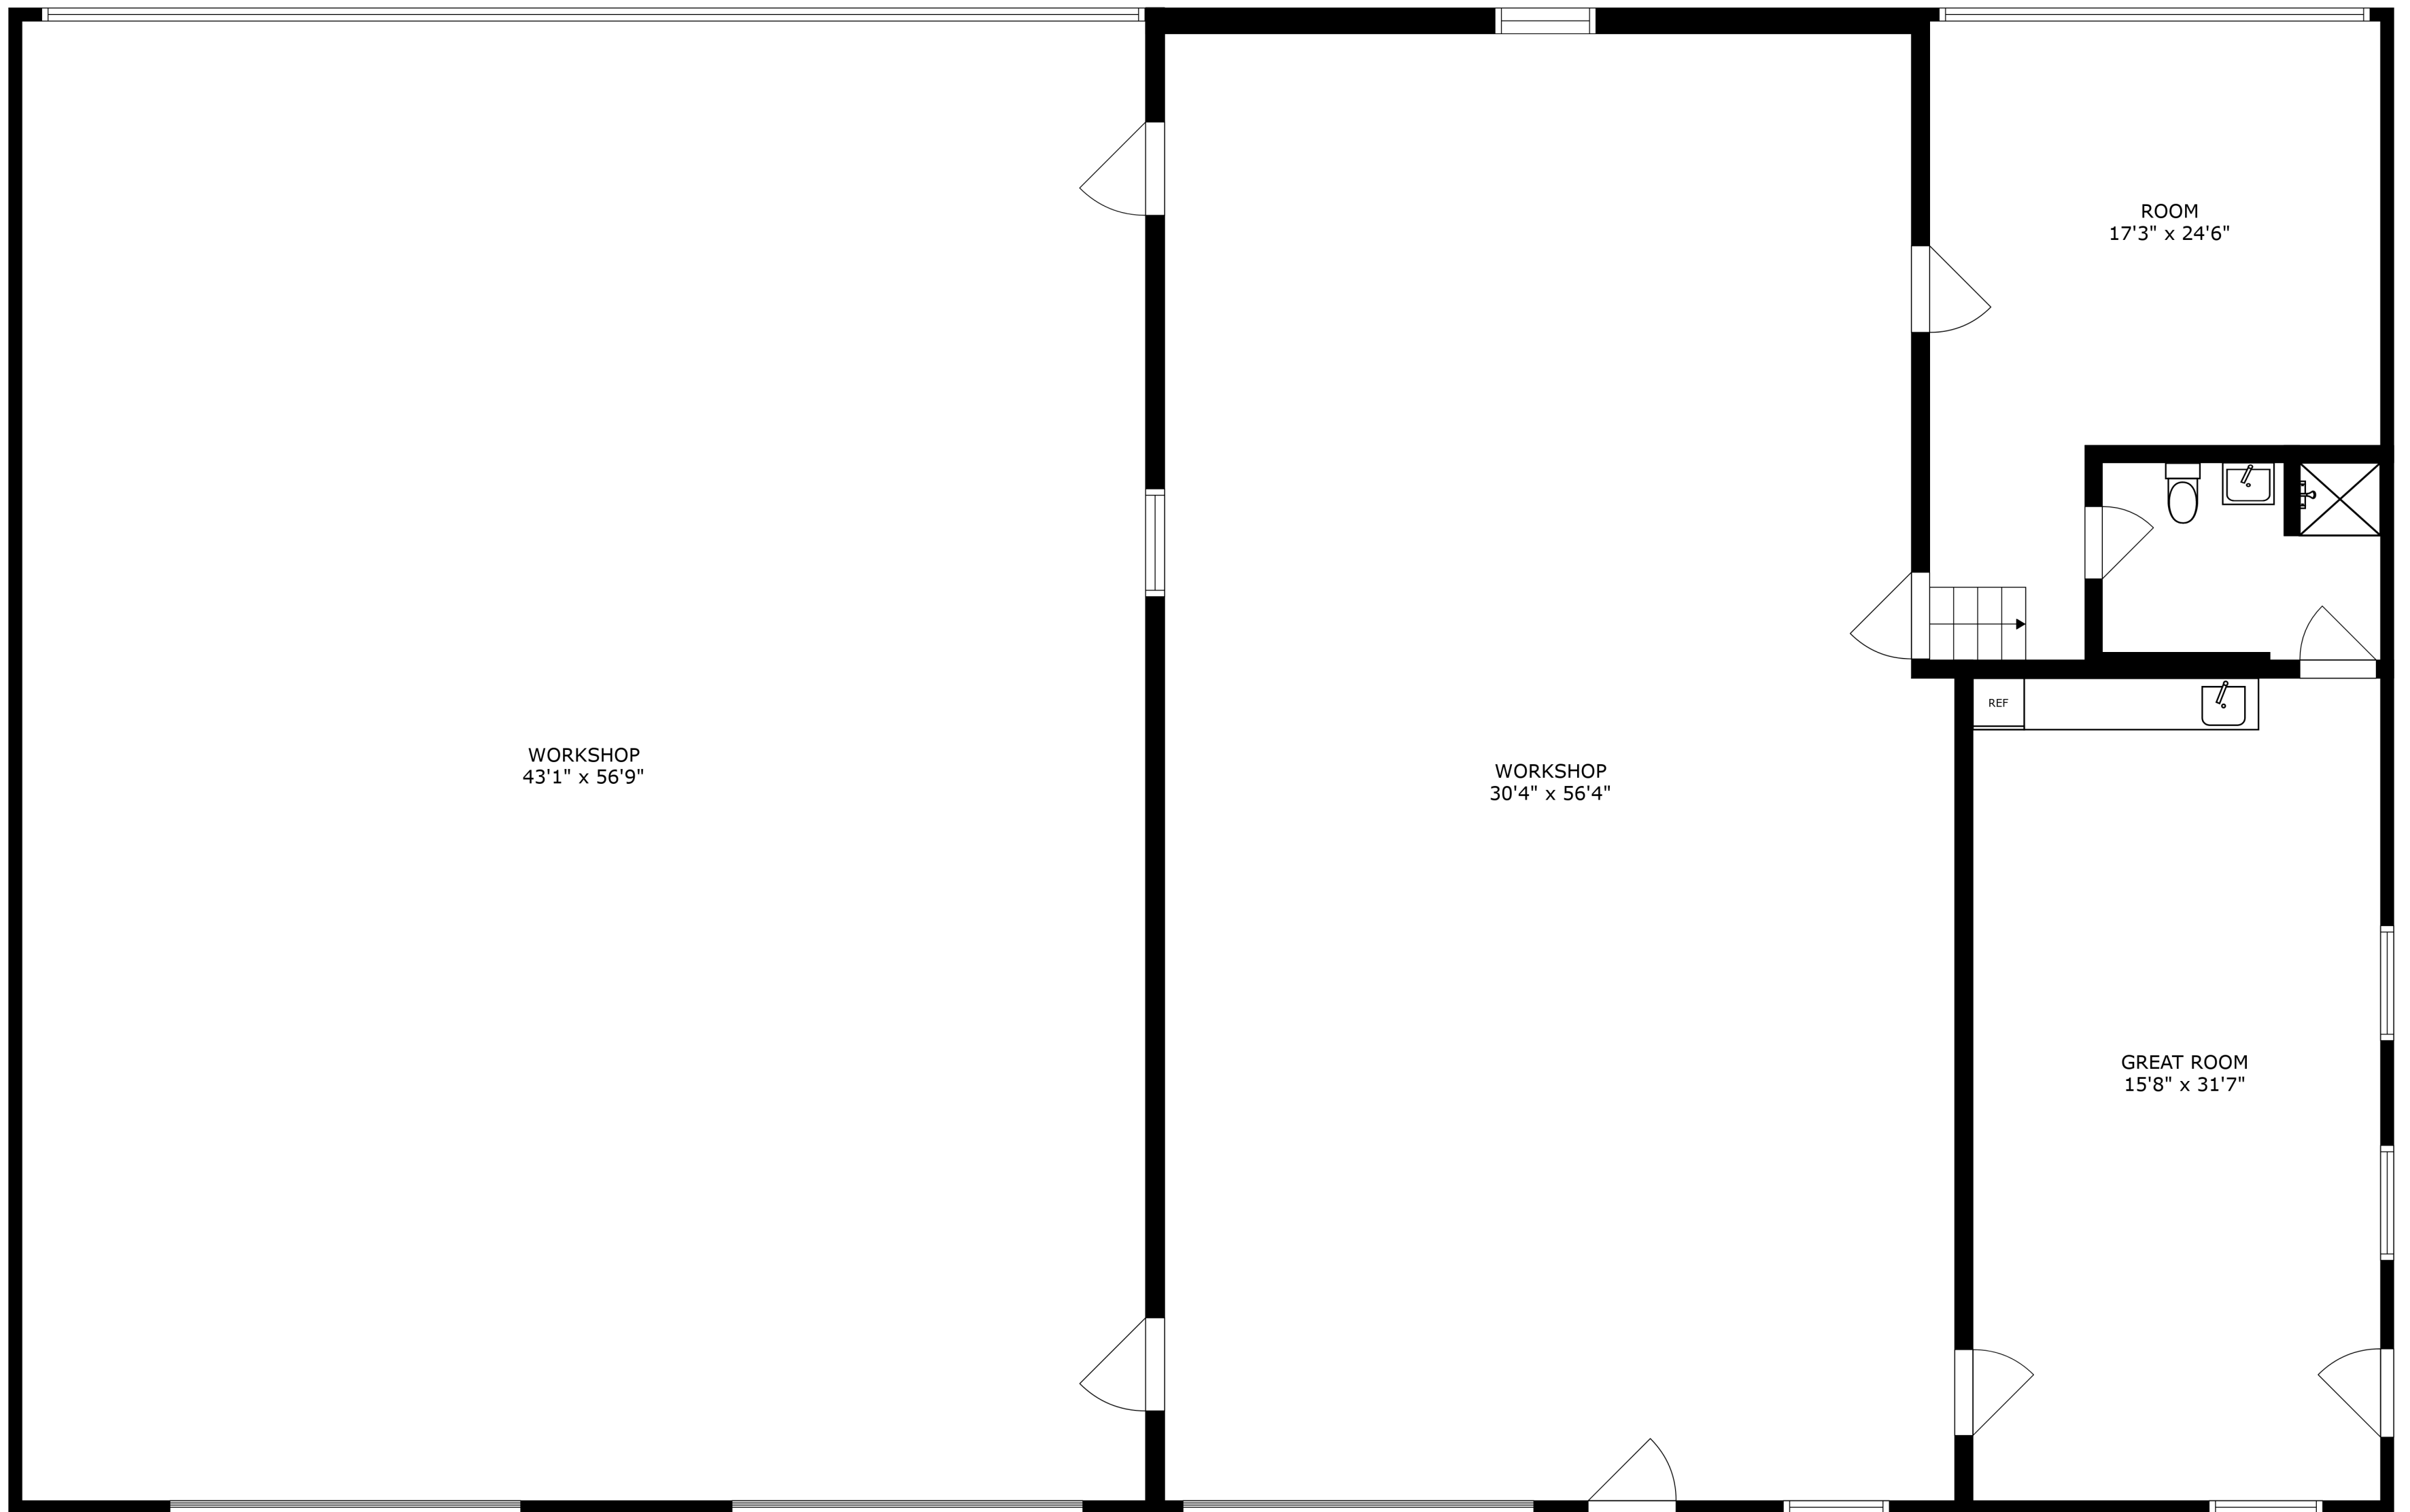 ROOM
17'3" x 24'6"
REF
WORKSHOP
43'1" x 56'9"
WORKSHOP
30'4" x 56'4"
GREAT ROOM
15'8" x 31'7"